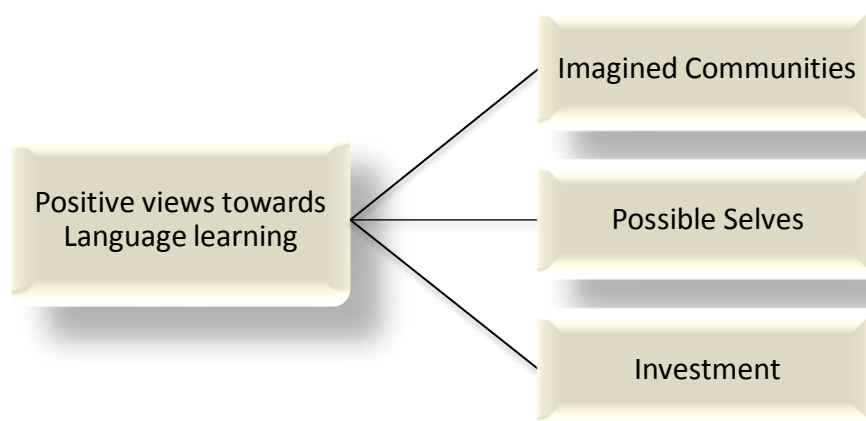 Imagined Communities
Positive views towards
Language learning
Possible Selves
Investment